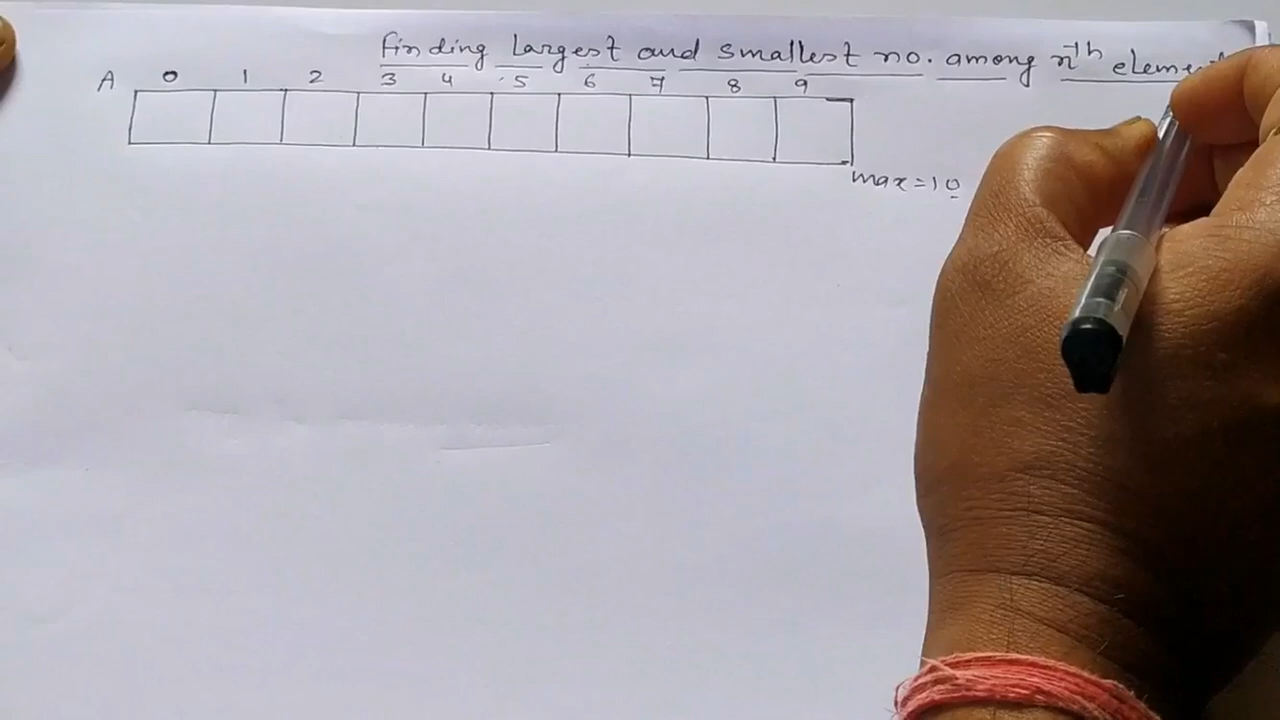 Finding Largest and Smallest no. among nth
A 0 1 2 3 4 5 6 7 8 9
max=10